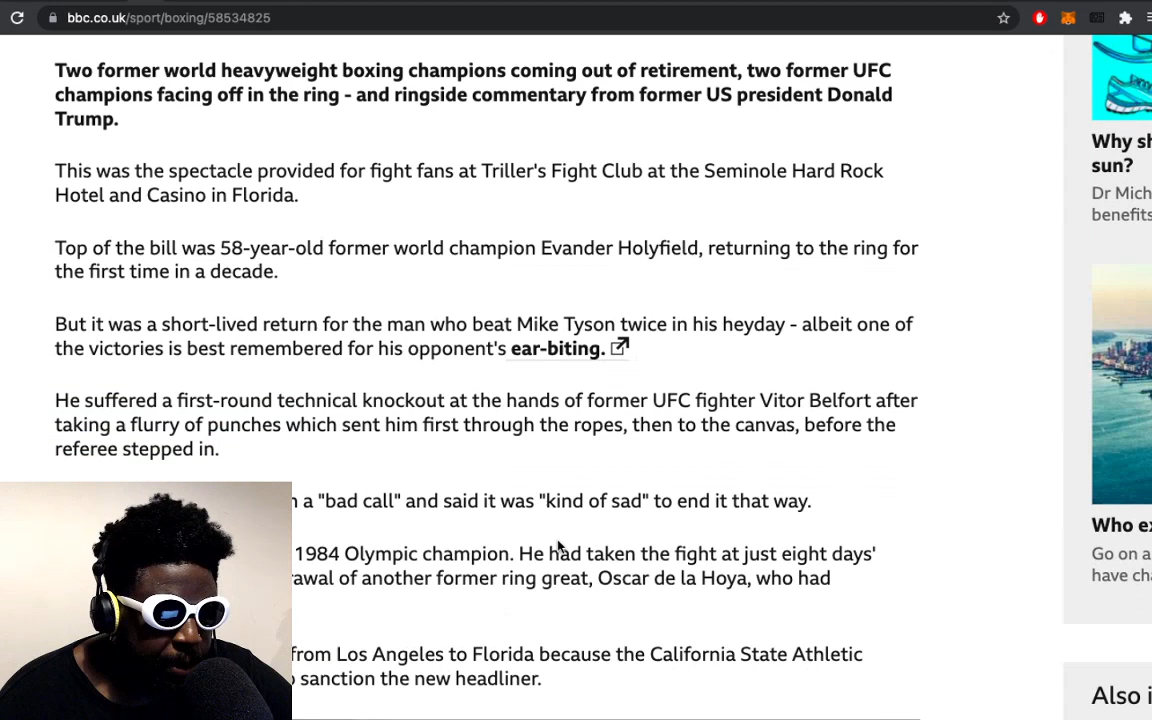 bbc.co.uk/sport/boxing/58534825
Two former world heavyweight boxing champions coming out of retirement, two former UFC
champions facing off in the ring - and ringside commentary from former US president Donald
Trump.
This was the spectacle provided for fight fans at Triller's Fight Club at the Seminole Hard Rock
Hotel and Casino in Florida.
Top of the bill was 58-year-old former world champion Evander Holyfield, returning to the ring for
the first time in a decade.
But it was a short-lived return for the man who beat Mike Tyson twice in his heyday - albeit one of
the victories is best remembered for his opponent's ear-biting.
He suffered a first-round technical knockout at the hands of former UFC fighter Vitor Belfort after
taking a flurry of punches which sent him first through the ropes, then to the canvas, before the
referee stepped in.
a "bad call" and said it was "kind of sad" to end it that way.
1984 Olympic champion. He had taken the fight at just eight days'
of another former ring great, Oscar de la Hoya, who had
from Los Angeles to Florida because the California State Athletic
sanction the new headliner.
Why
sun?
Dr
benefits
Who
Go on a
have
Also